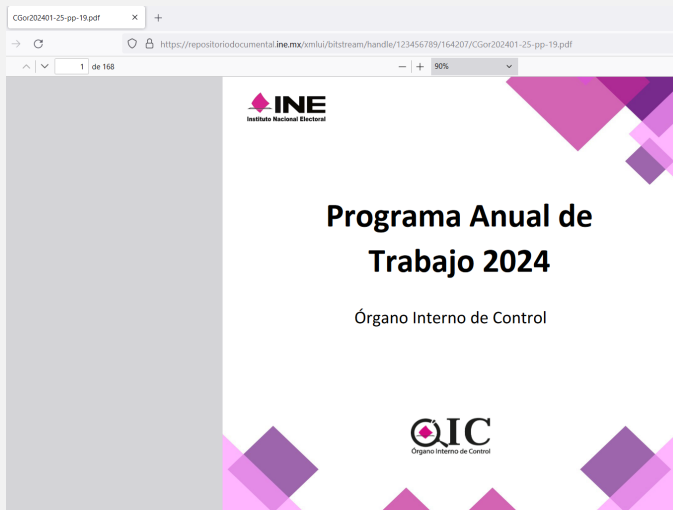 CGor202401-25-pp-19.pdf
https://repositoriodocumental.ine.mx/xmlui/bitstream/handle/123456789/164207/CGor202401-25-pp-19.pdf
1 de 168
90%
INE
Instituto Nacional Electoral
Programa Anual de
Trabajo 2024
Órgano Interno de Control
OIC
Órgano Interno de Control